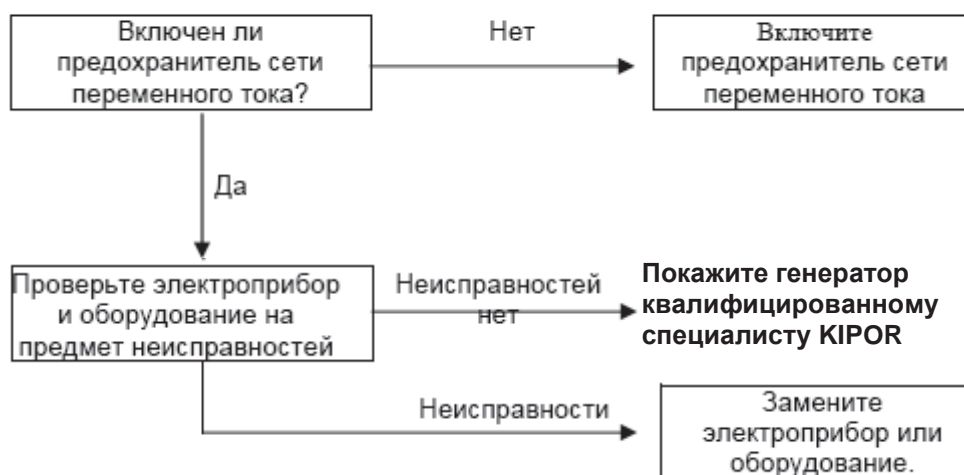 Включен ли
предохранитель сети
переменного тока?
Нет
Включите
предохранитель сети
переменного тока
Да
Проверьте электроприбор
и оборудование на
предмет неисправностей
Неисправностей
нет
Покажите генератор
квалифицированному
специалисту KIPOR
Неисправности
Замените
электроприбор или
оборудование.